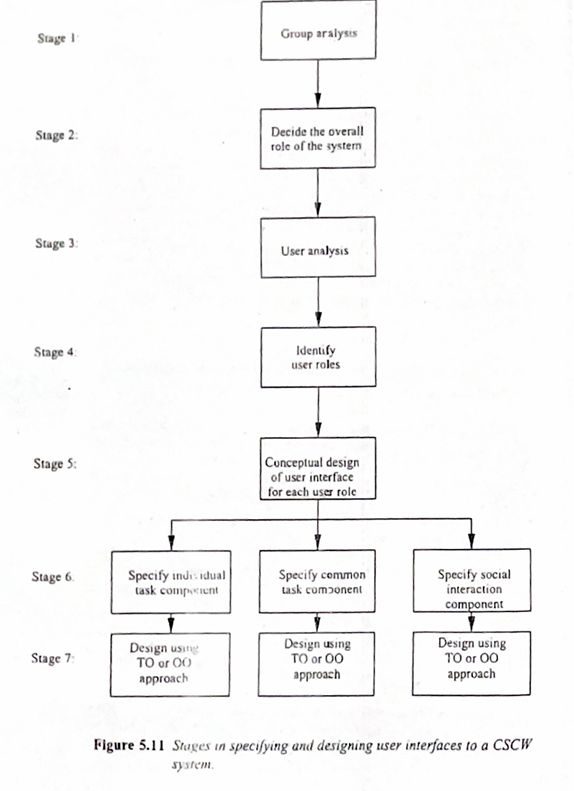 Stage 1:
Group analysis
Stage 2:
Decide the overall
role of the system
Stage 3:
User analysis
Stage 4:
Identify
user roles
Stage 5:
Conceptual design
of user interface
for each user role
Stage 6.
Specify individual
task component
Specify common
task component
Specify social
interaction
component
Stage 7:
Design using
TO or OO
approach
Design using
TO or OO
approach
Design using
TO or OO
approach
Figure 5.11 Stages in specifying and designing user interfaces to a CSCW
system.